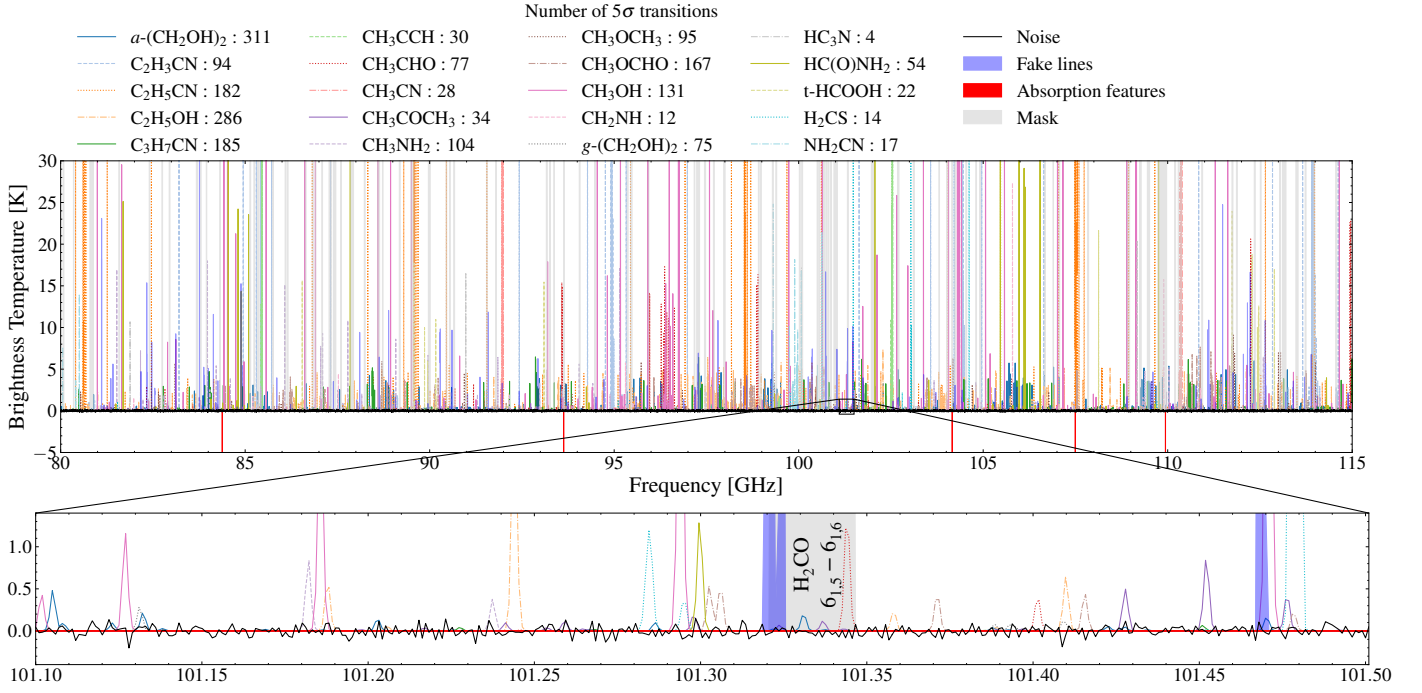 Number of 5σ transitions
a-(CH₂OH)₂ : 311
C₂H₃CN : 94
C₂H₅CN : 182
C₂H₅OH : 286
C₃H₇CN : 185
CH₃CCH : 30
CH₃CHO : 77
CH₃CN : 28
CH₃COCH₃ : 34
CH₃NH₂ : 104
CH₃OCH₃ : 95
CH₃OCHO : 167
CH₃OH : 131
CH₂NH : 12
g-(CH₂OH)₂ : 75
HC₃N : 4
HC(O)NH₂ : 54
t-HCOOH : 22
H₂CS : 14
NH₂CN : 17
Noise
Fake lines
Absorption features
Mask
Brightness Temperature [K]
30
25
20
15
10
5
0
−5
80 85 90 95 100 105 110 115
Frequency [GHz]
1.0
0.5
0.0
H₂CO
6₁,₅ − 6₁,₆
101.10 101.15 101.20 101.25 101.30 101.35 101.40 101.45 101.50